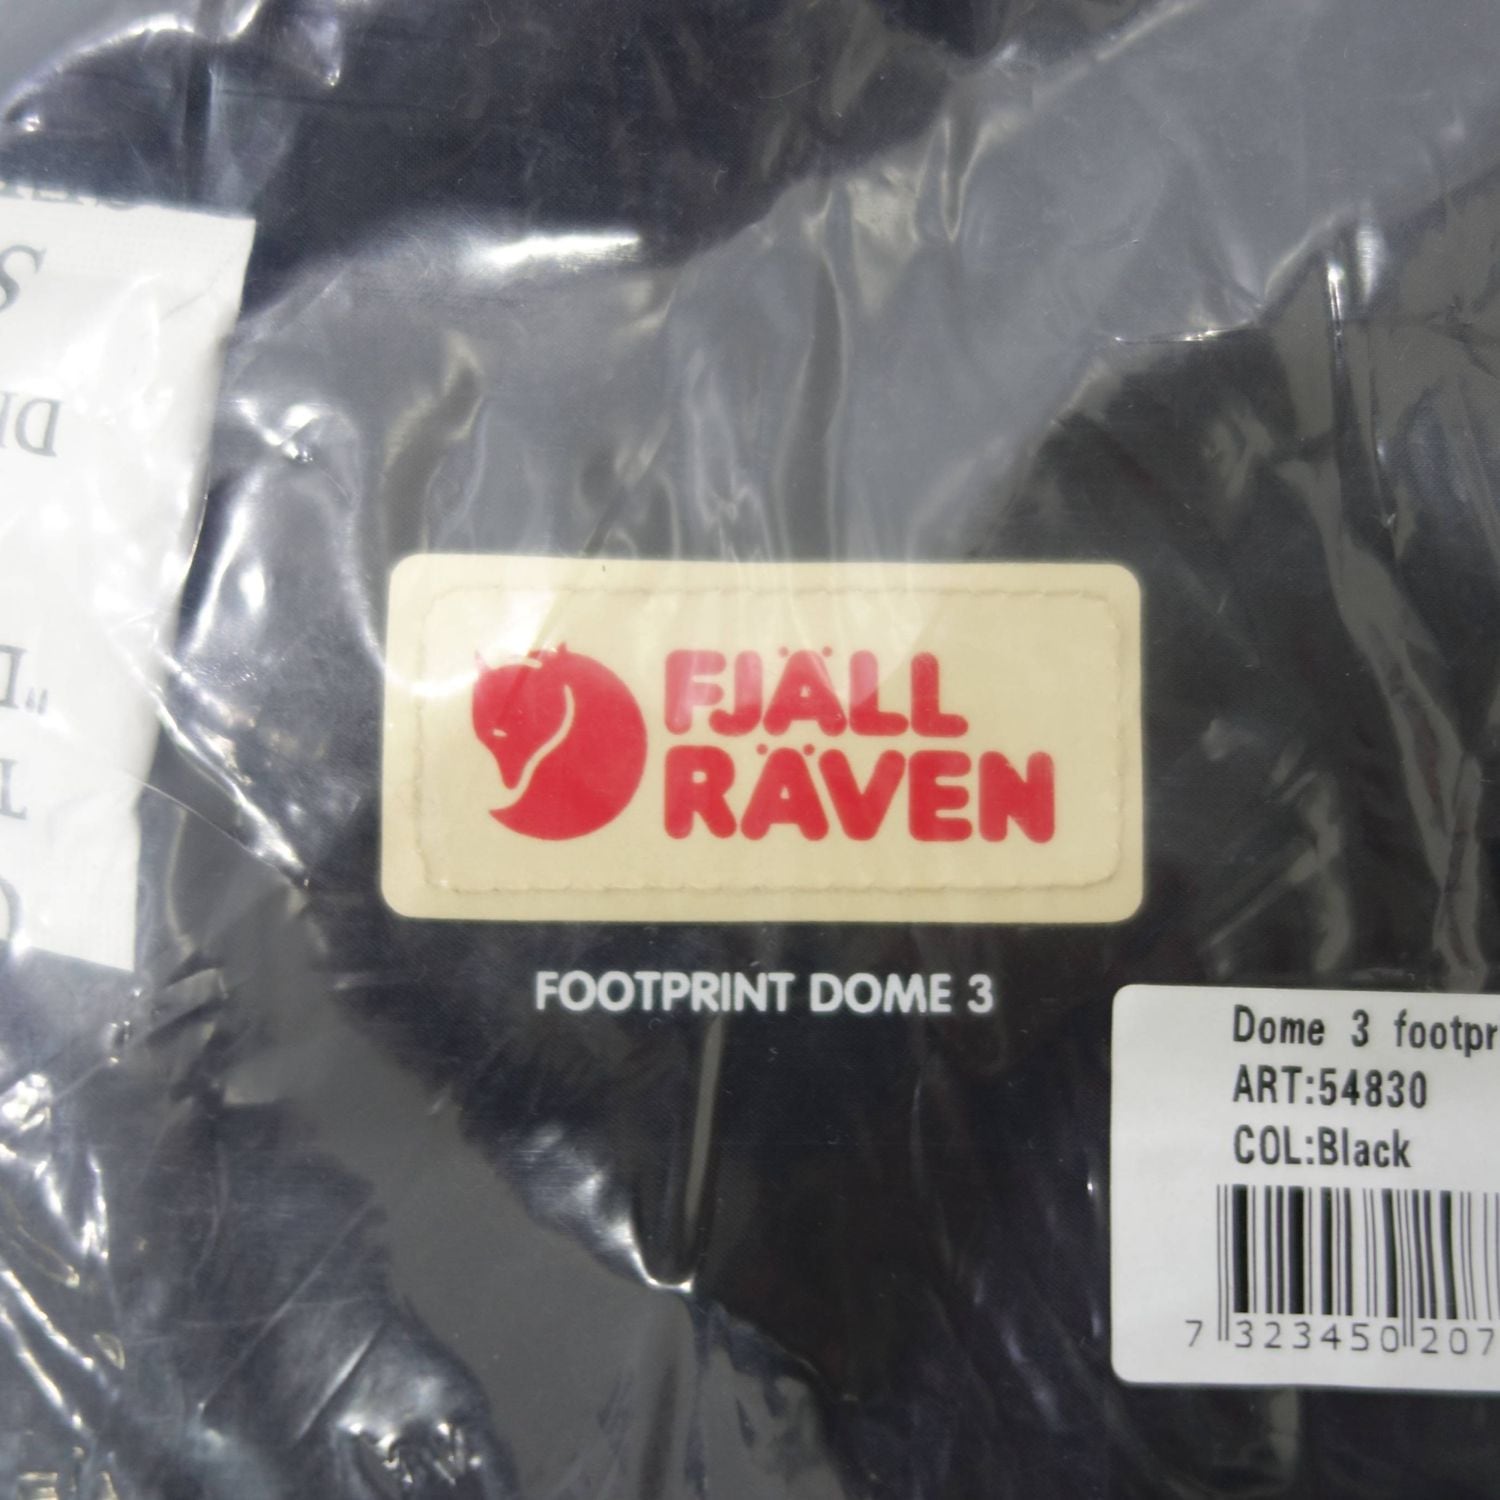 FJÄLL
RÄVEN
FOOTPRINT DOME 3
Dome 3 footpr
ART:54830
COL:Black
7 323450 207